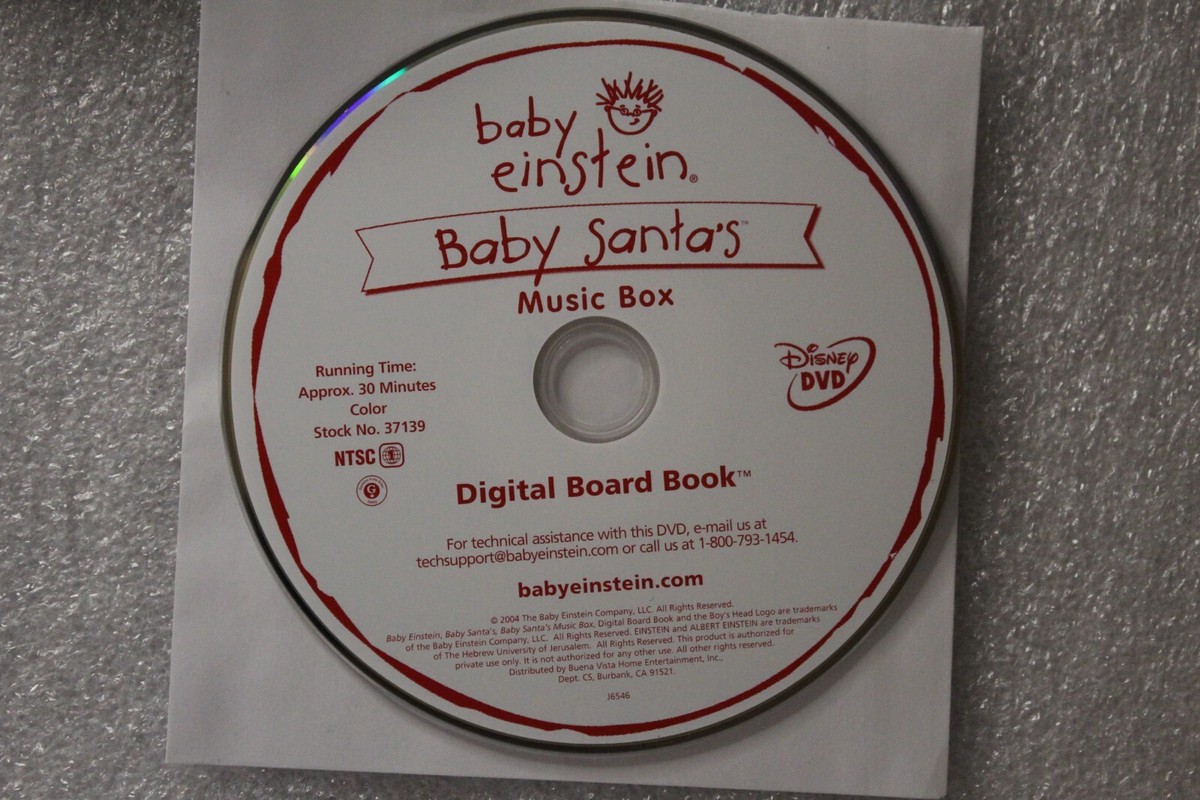 baby
einstein®
Baby Santa's™
Music Box
Disney
DVD
Running Time:
Approx. 30 Minutes
Color
Stock No. 37139
NTSC 1
G
Digital Board Book™
For technical assistance with this DVD, e-mail us at
techsupport@babyeinstein.com or call us at 1-800-793-1454.
babyeinstein.com
© 2004 The Baby Einstein Company, LLC. All Rights Reserved.
Baby Einstein, Baby Santa's, Baby Santa's Music Box, Digital Board Book and the Boy's Head Logo are trademarks
of the Baby Einstein Company, LLC. All Rights Reserved. EINSTEIN and ALBERT EINSTEIN are trademarks
of The Hebrew University of Jerusalem. All Rights Reserved. This product is authorized for
private use only. It is not authorized for any other use. All other rights reserved.
Distributed by Buena Vista Home Entertainment, Inc.,
Dept. CS, Burbank, CA 91521.
J6546